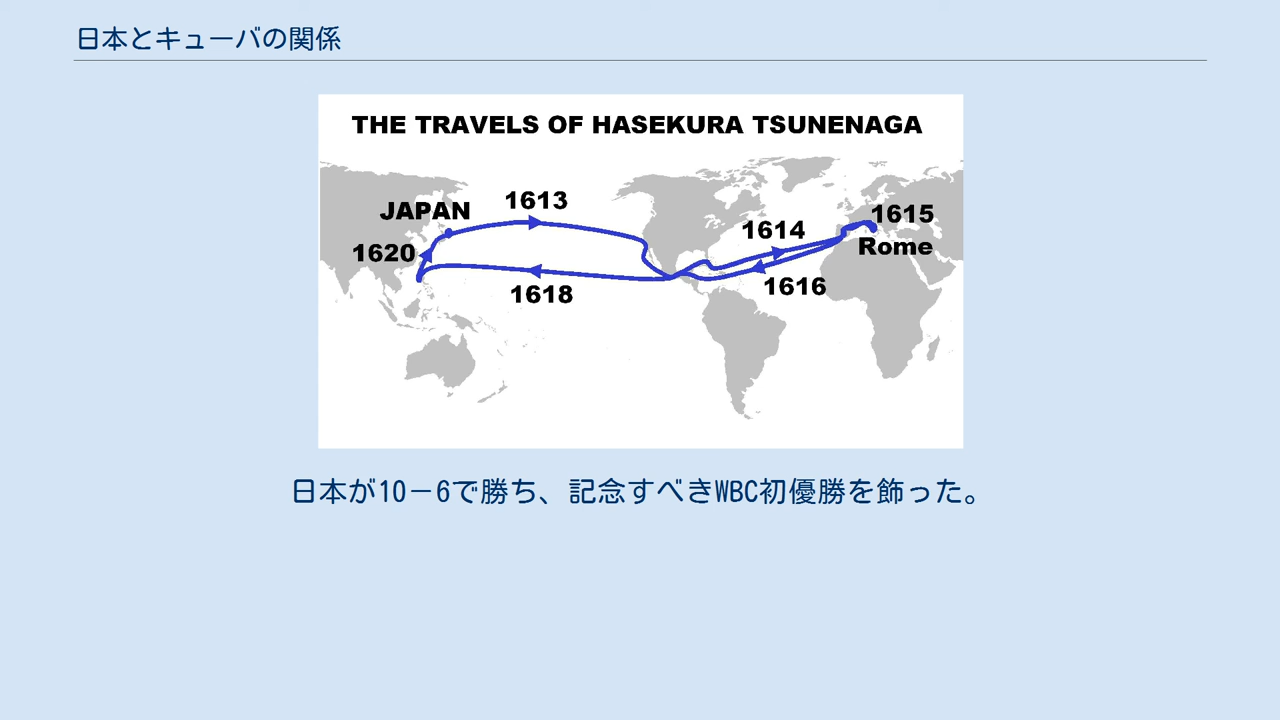 日本とキューバの関係
THE TRAVELS OF HASEKURA TSUNENAGA
JAPAN
1613
1614
1615
Rome
1620
1618
1616
日本が10－6で勝ち、記念すべきWBC初優勝を飾った。